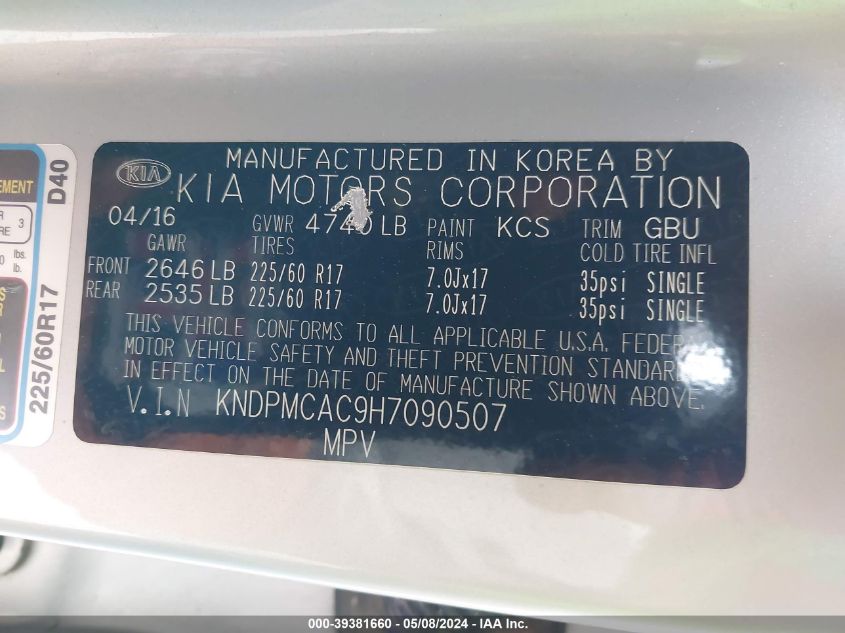 KIA
MANUFACTURED IN KOREA BY
KIA MOTORS CORPORATION
04/16 GVWR LB PAINT KCS TRIM GBU
GAWR TIRES RIMS COLD TIRE INFL
FRONT 2646 LB 225/60 R17 7.0Jx17 35psi SINGLE
REAR 2535 LB 225/60 R17 7.0Jx17 35psi SINGLE
THIS VEHICLE CONFORMS TO ALL APPLICABLE U.S.A. FEDERAL
MOTOR VEHICLE SAFETY AND THEFT PREVENTION STANDARDS
IN EFFECT ON THE DATE OF MANUFACTURE SHOWN ABOVE.
V.I.N KNDPMCAC9H7090507
MPV
225/60R17 D40
3
lbs.
lb.
000-39381660 - 05/08/2024 - IAA Inc.